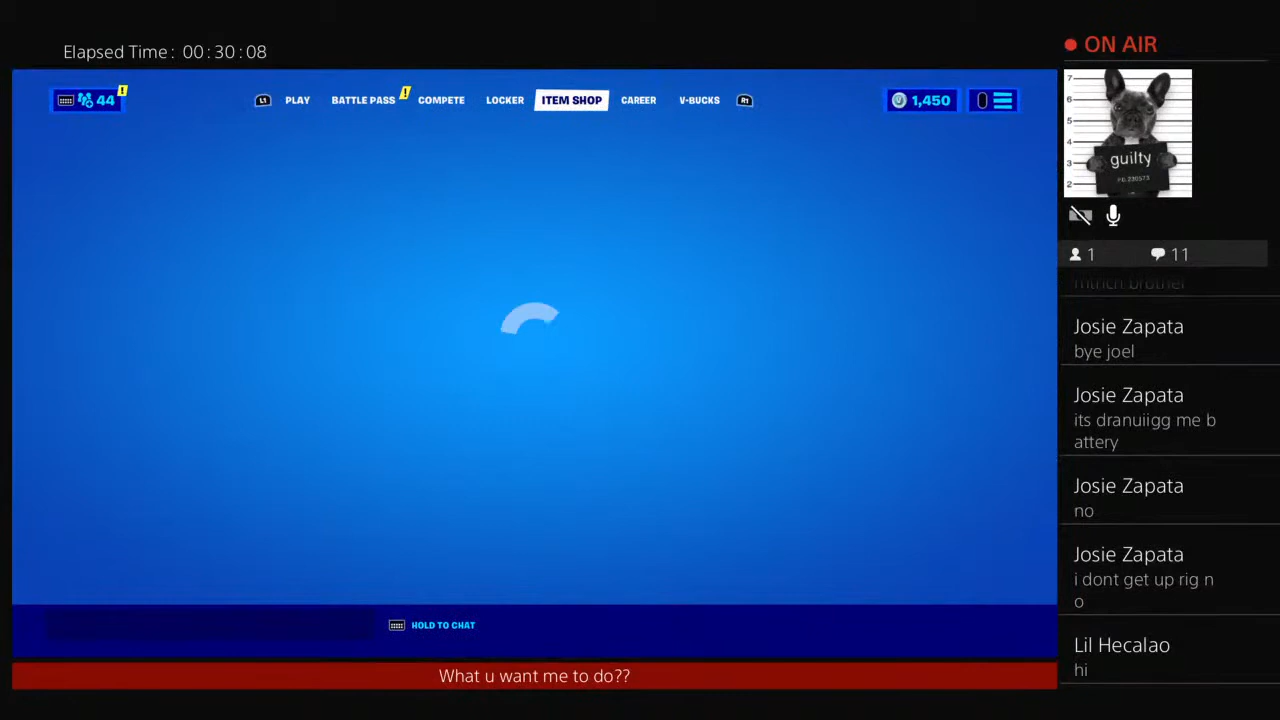 Elapsed Time: 00:30:08
ON AIR
44
L1 PLAY BATTLE PASS COMPETE LOCKER ITEM SHOP CAREER V-BUCKS R1
1,450
guilty
1 11
Josie Zapata
bye joel
Josie Zapata
its dranuiigg me b
attery
Josie Zapata
no
Josie Zapata
i dont get up rig n
o
Lil Hecalao
hi
HOLD TO CHAT
What u want me to do??